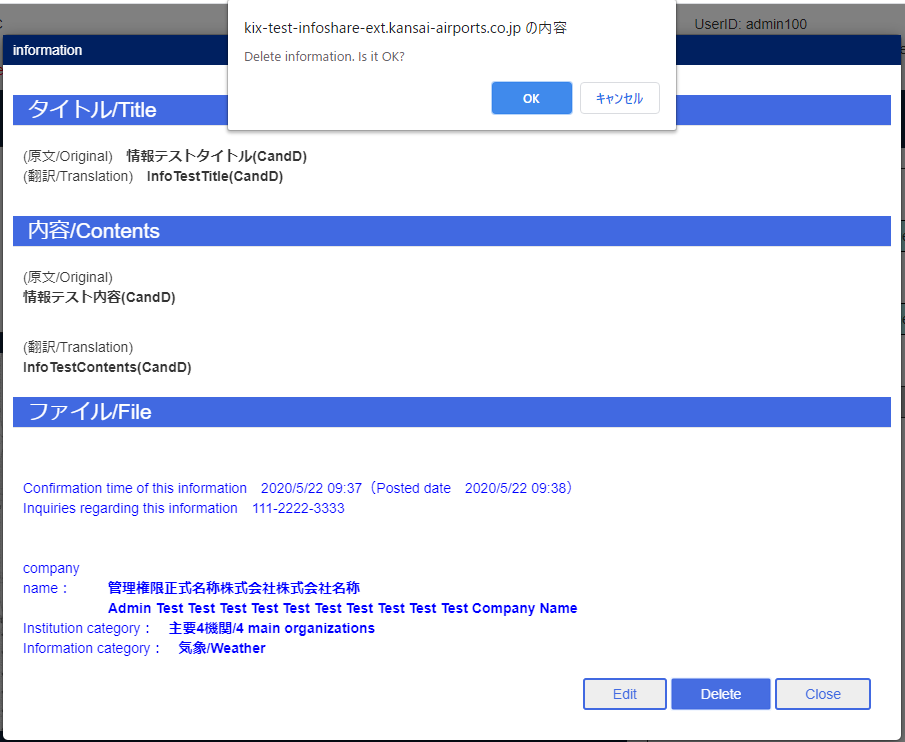 kix-test-infoshare-ext.kansai-airports.co.jp の内容
Delete information. Is it OK?
OK キャンセル
UserID: admin100
information
タイトル/Title
(原文/Original) 情報テストタイトル(CandD)
(翻訳/Translation) InfoTestTitle(CandD)
内容/Contents
(原文/Original)
情報テスト内容(CandD)
(翻訳/Translation)
InfoTestContents(CandD)
ファイル/File
Confirmation time of this information 2020/5/22 09:37（Posted date 2020/5/22 09:38）
Inquiries regarding this information 111-2222-3333
company
name： 管理権限正式名称株式会社株式会社名称
Admin Test Test Test Test Test Test Test Test Test Test Company Name
Institution category： 主要4機関/4 main organizations
Information category： 気象/Weather
Edit Delete Close